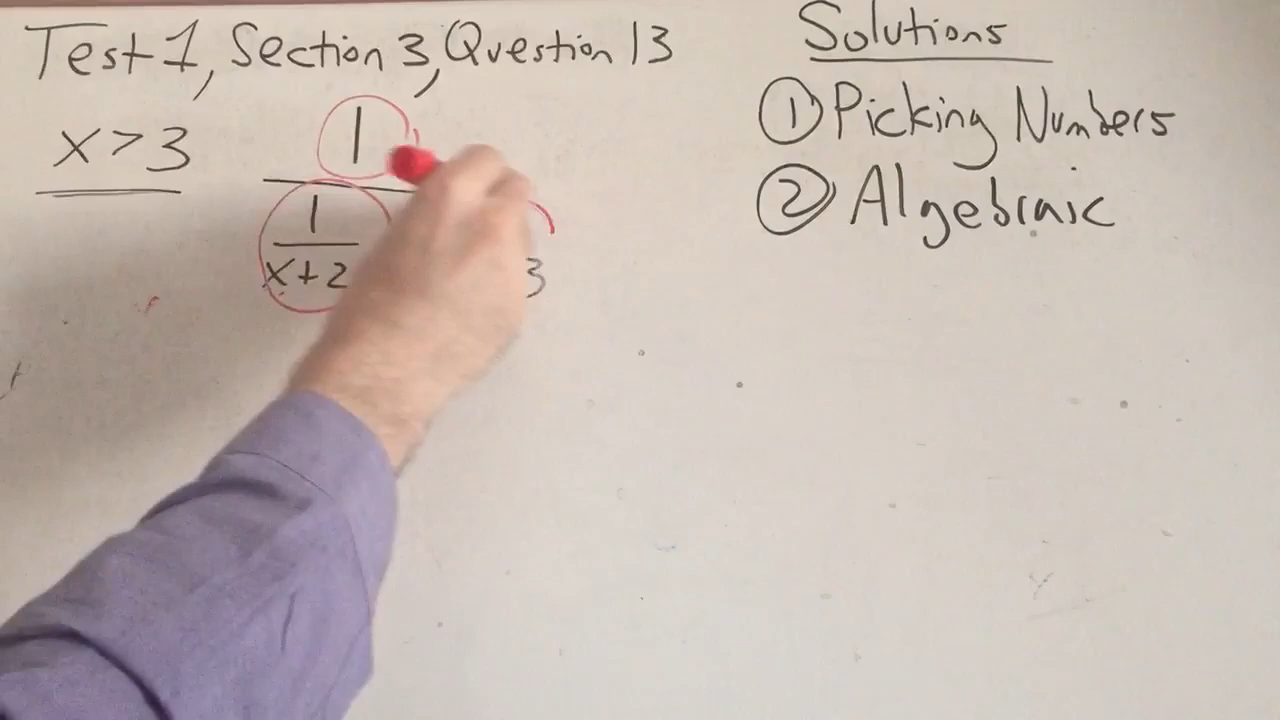 Test 1, Section 3, Question 13
x > 3
1
1
x+2
3
Solutions
① Picking Numbers
② Algebraic